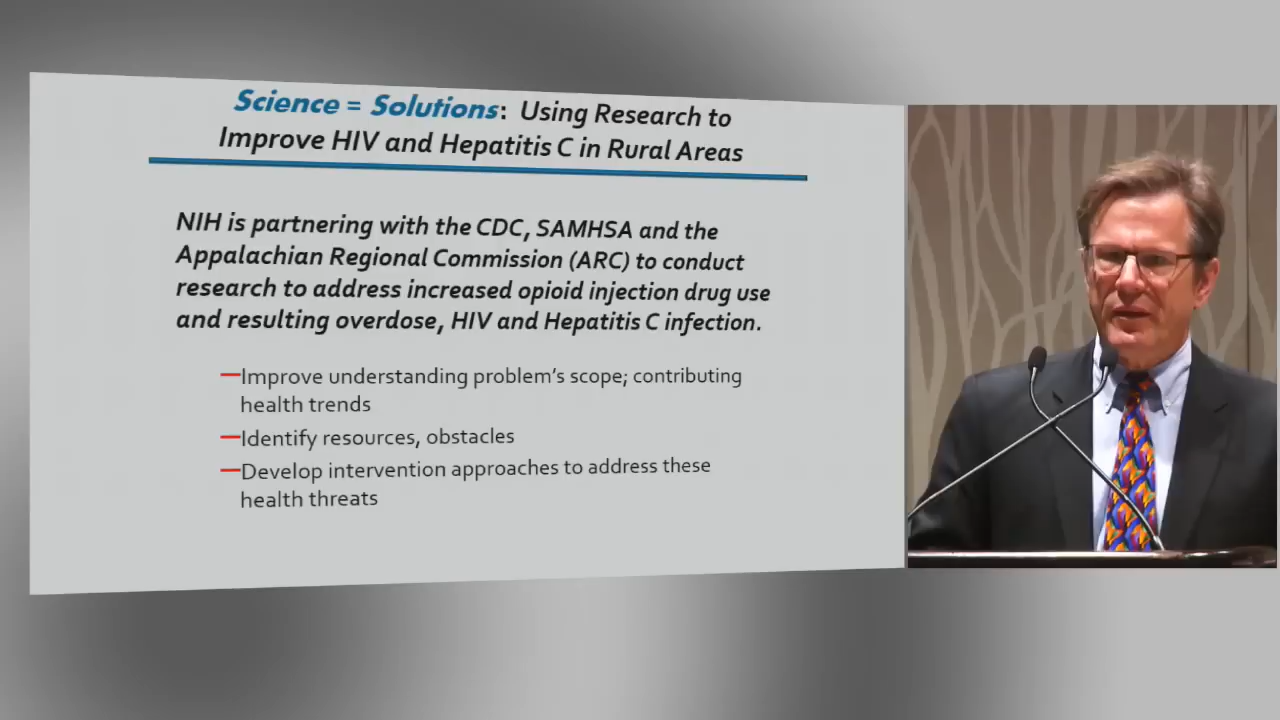 Science = Solutions: Using Research to
Improve HIV and Hepatitis C in Rural Areas
NIH is partnering with the CDC, SAMHSA and the
Appalachian Regional Commission (ARC) to conduct
research to address increased opioid injection drug use
and resulting overdose, HIV and Hepatitis C infection.
—Improve understanding problem's scope; contributing
health trends
—Identify resources, obstacles
—Develop intervention approaches to address these
health threats